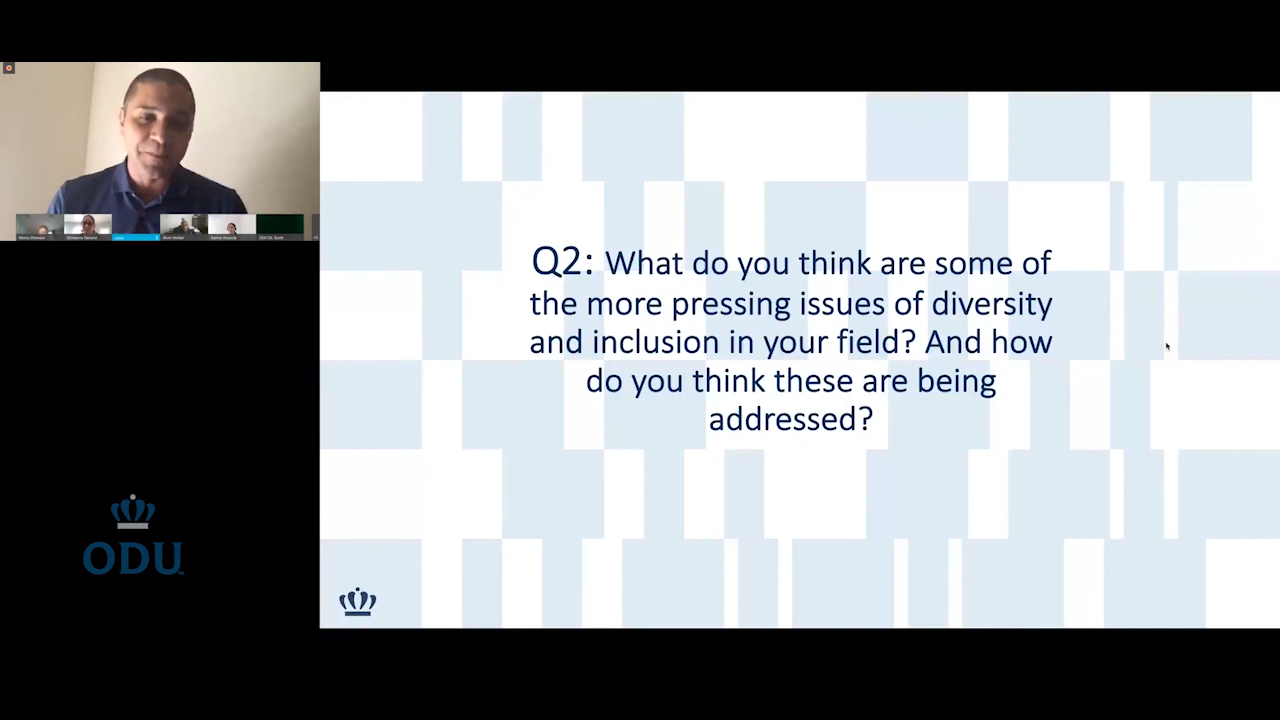 Q2: What do you think are some of
the more pressing issues of diversity
and inclusion in your field? And how
do you think these are being
addressed?
ODU